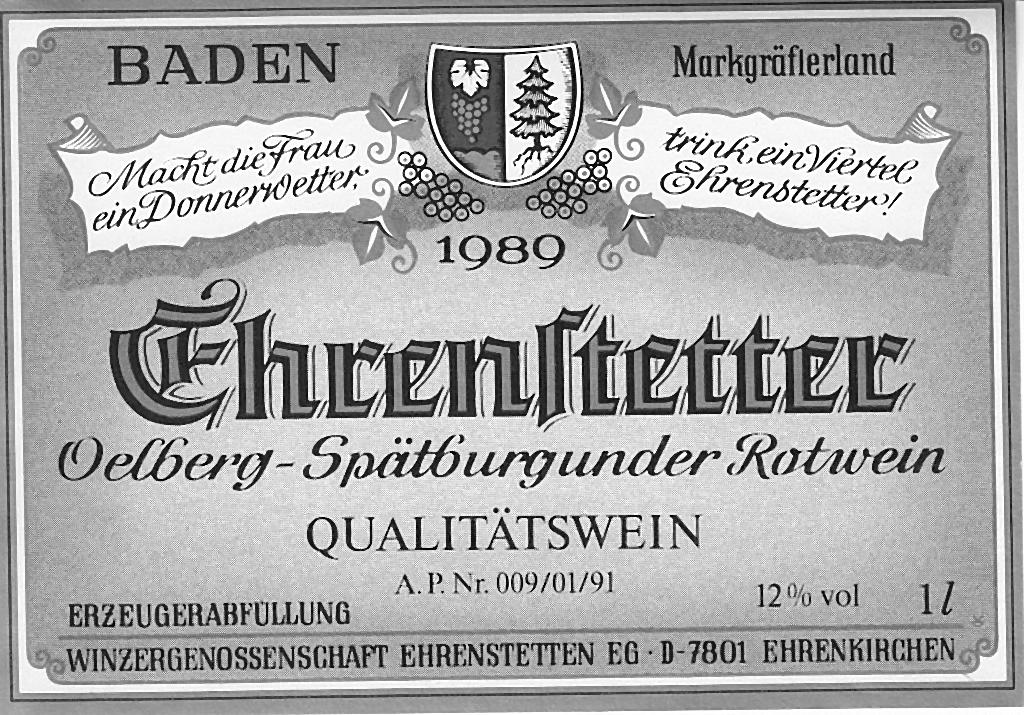 BADEN
Markgräflerland
Macht die Frau
ein Donnerwetter,
trink, ein Viertel
Ehrenstetter!
1989
Ehrenstetter
Oelberg-Spätburgunder Rotwein
QUALITÄTSWEIN
A. P. Nr. 009/01/91
12% vol
1 l
ERZEUGERABFÜLLUNG
WINZERGENOSSENSCHAFT EHRENSTETTEN EG · D-7801 EHRENKIRCHEN